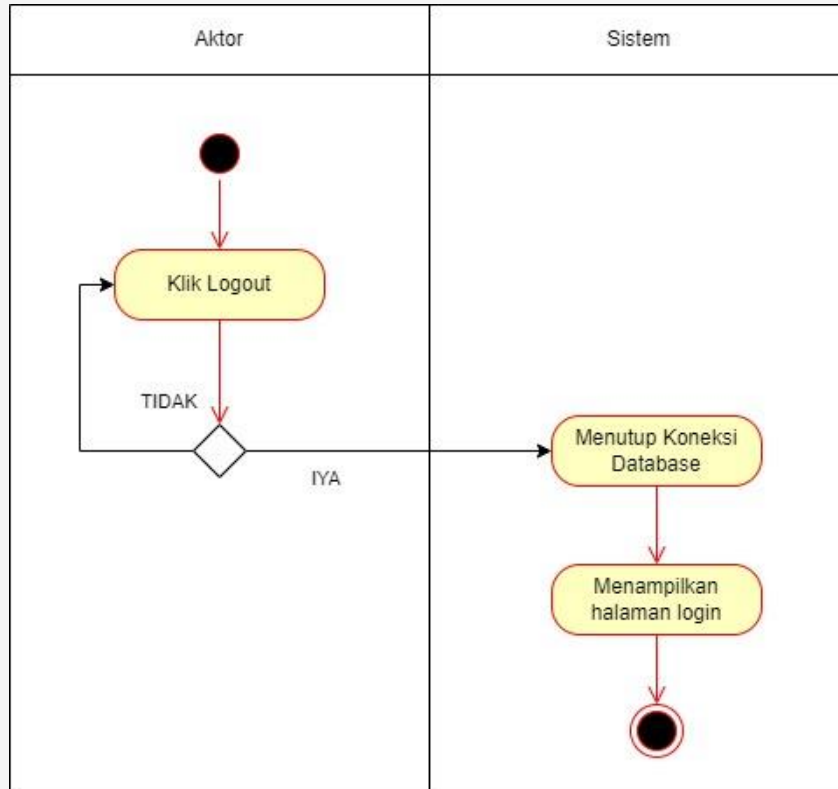 Aktor
Sistem
Klik Logout
TIDAK
IYA
Menutup Koneksi
Database
Menampilkan
halaman login